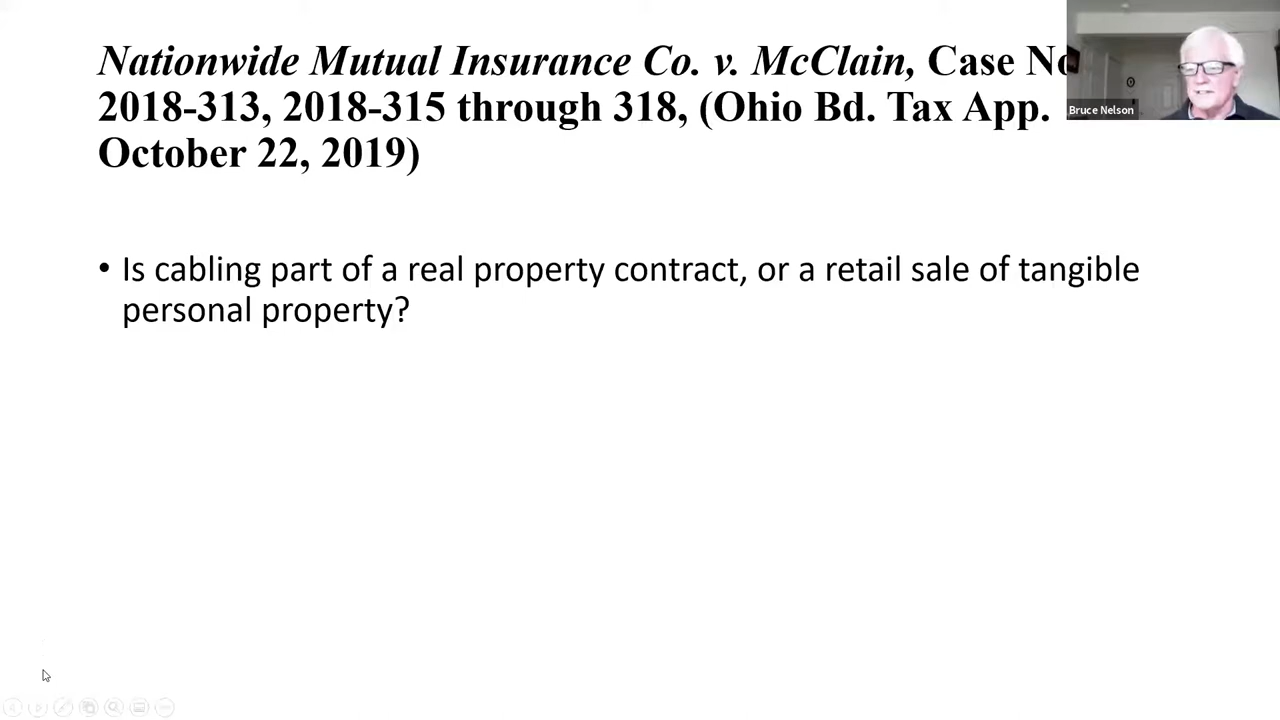 Nationwide Mutual Insurance Co. v. McClain, Case No
2018-313, 2018-315 through 318, (Ohio Bd. Tax App.
October 22, 2019)
Bruce Nelson
• Is cabling part of a real property contract, or a retail sale of tangible
personal property?